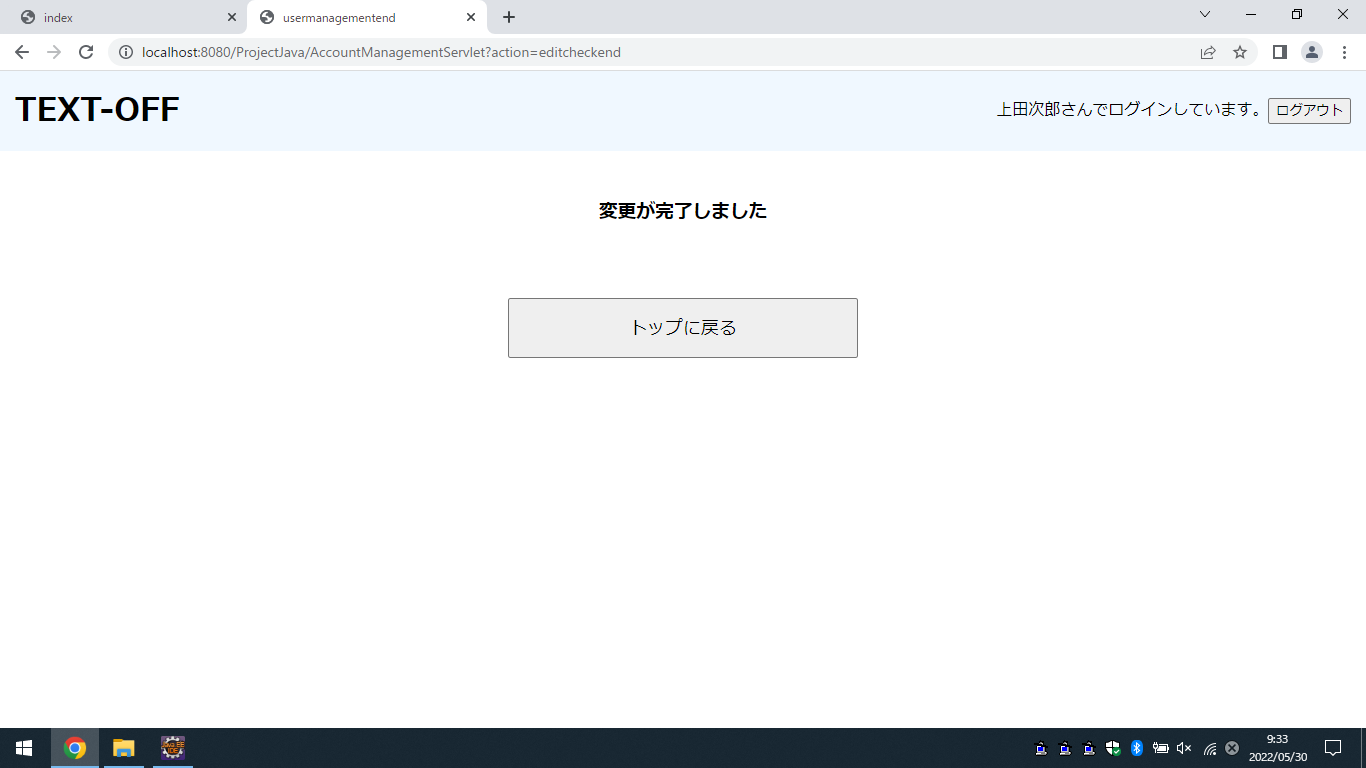 index
usermanagementend
localhost:8080/ProjectJava/AccountManagementServlet?action=editcheckend
TEXT-OFF
上田次郎さんでログインしています。 ログアウト
変更が完了しました
トップに戻る
9:33
2022/05/30